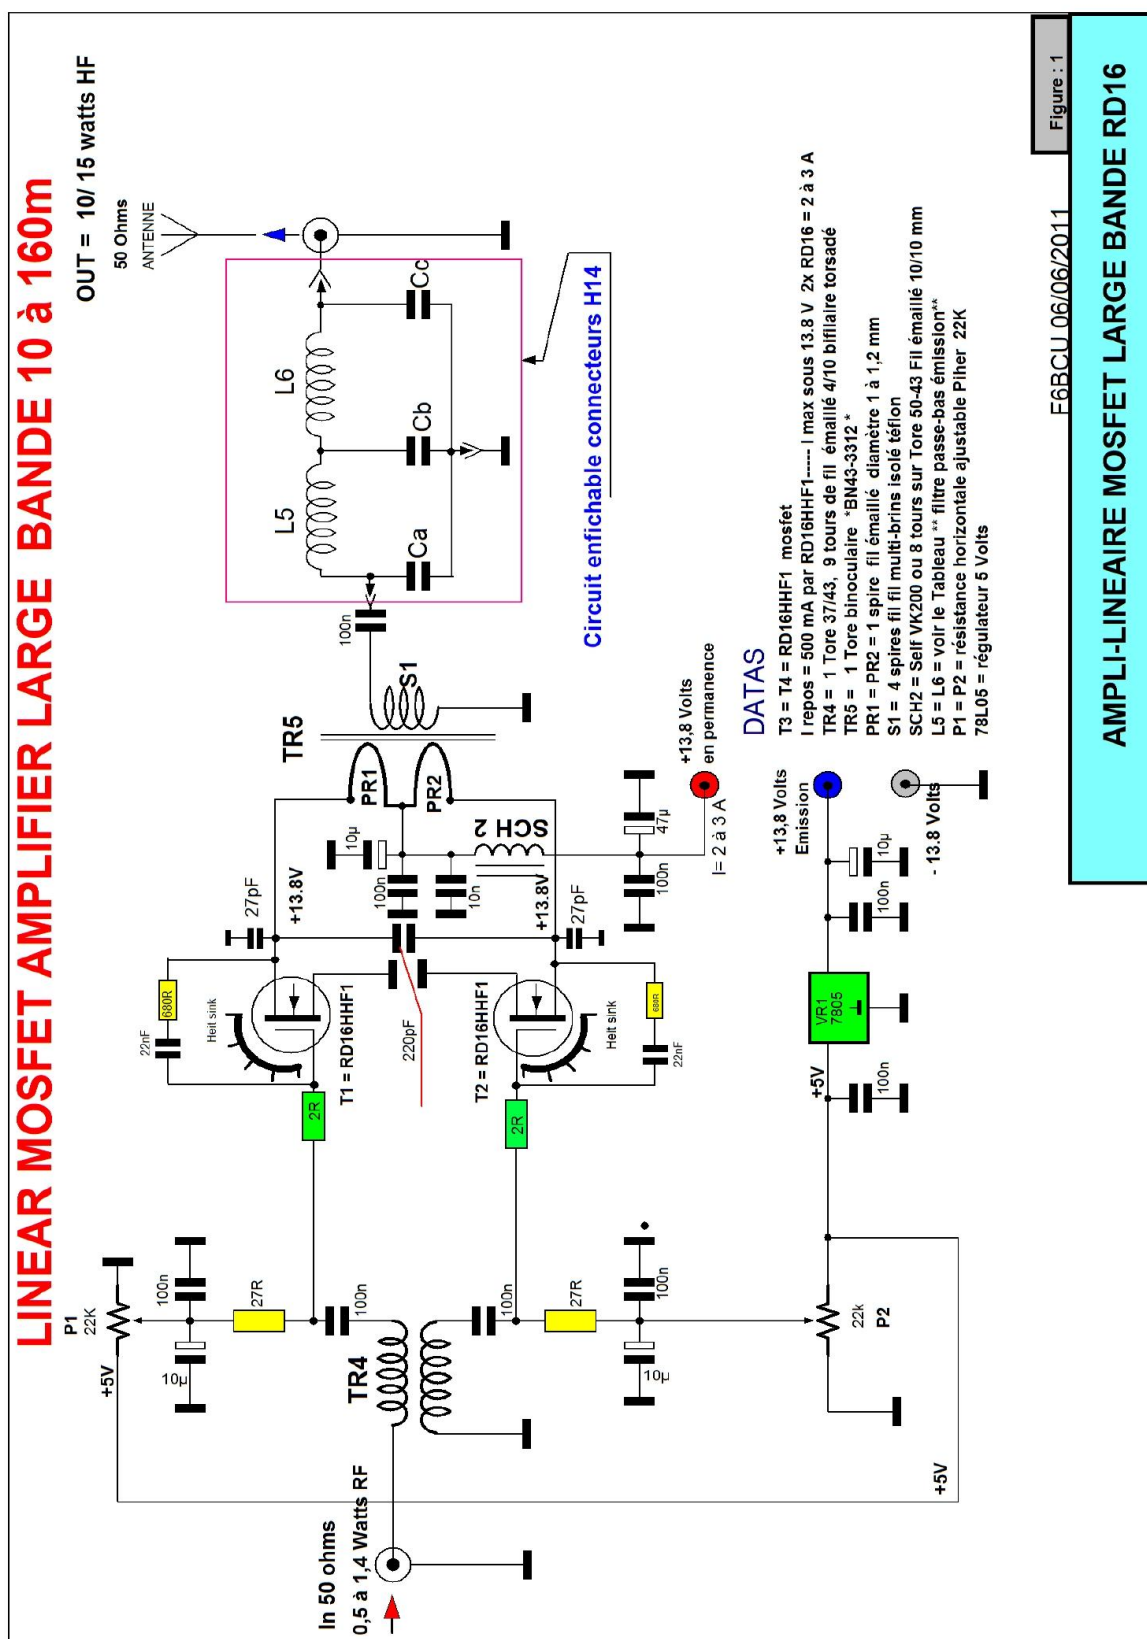 LINEAR MOSFET AMPLIFIER LARGE BANDE 10 à 160m
OUT = 10/ 15 watts HF
50 Ohms
ANTENNE
P1
22K
+5V
100n
10µ
27R
100n
In 50 ohms
0,5 à 1,4 Watts RF
TR4
100n
27R
100n
10µ
2R
2R
22nF
680R
Heit sink
T1 = RD16HHF1
220pF
T2 = RD16HHF1
Heit sink
22nF
680R
27pF
+13.8V
10µ
100n
10n
+13.8V
27pF
TR5
PR1
PR2
S1
SCH 2
47µ
100n
+13,8 Volts
en permanence
I= 2 à 3 A
100n
L5
L6
Ca
Cb
Cc
Circuit enfichable connecteurs H14
+5V
22k
P2
+5V
100n
VR1
7805
100n
10µ
+13,8 Volts
Emission
- 13.8 Volts
DATAS
T3 = T4 = RD16HHF1 mosfet
I repos = 500 mA par RD16HHF1----- I max sous 13.8 V 2x RD16 = 2 à 3 A
TR4 = 1 Tore 37/43, 9 tours de fil émaillé 4/10 bifilaire torsadé
TR5 = 1 Tore binoculaire *BN43-3312 *
PR1 = PR2 = 1 spire fil émaillé diamètre 1 à 1,2 mm
S1 = 4 spires fil fil multi-brins isolé téflon
SCH2 = Self VK200 ou 8 tours sur Tore 50-43 Fil émaillé 10/10 mm
L5 = L6 = voir le Tableau ** filtre passe-bas émission**
P1 = P2 = résistance horizontale ajustable Piher 22K
78L05 = régulateur 5 Volts
F6BCU 06/06/2011
Figure : 1
AMPLI-LINEAIRE MOSFET LARGE BANDE RD16